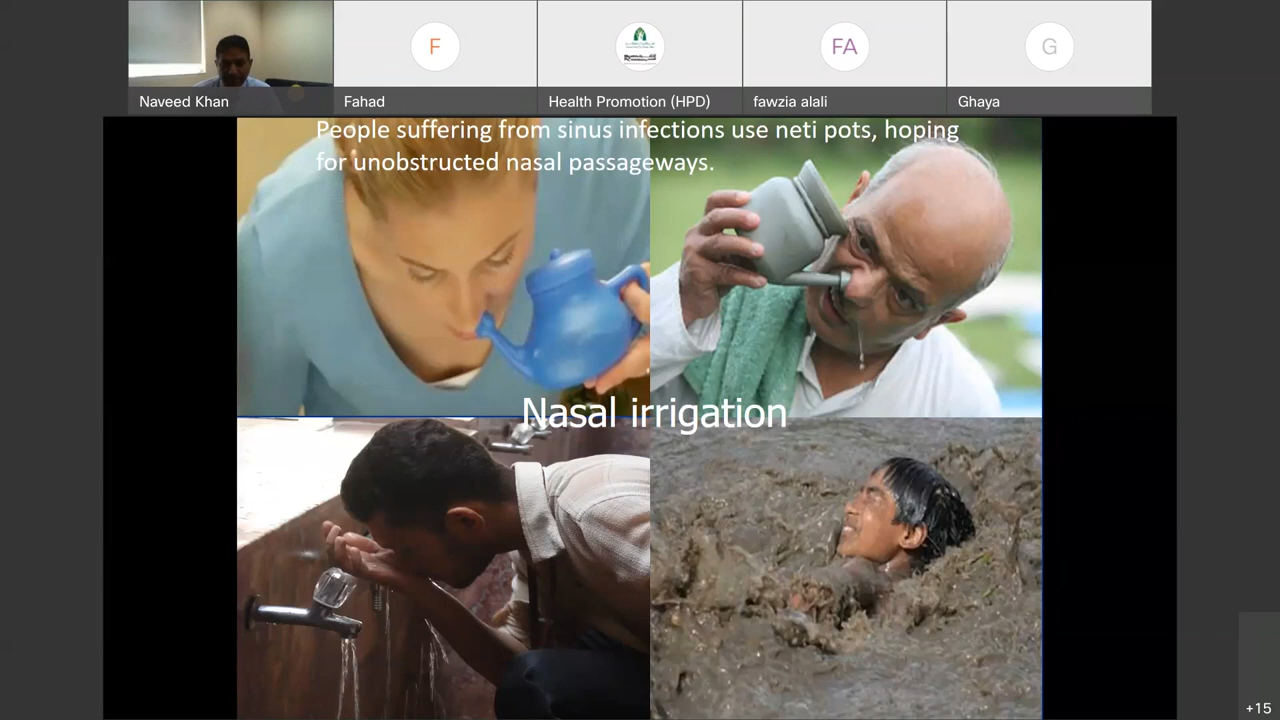 F
FA
G
Naveed Khan
Fahad
Health Promotion (HPD)
fawzia alali
Ghaya
People suffering from sinus infections use neti pots, hoping
for unobstructed nasal passageways.
Nasal irrigation
+15